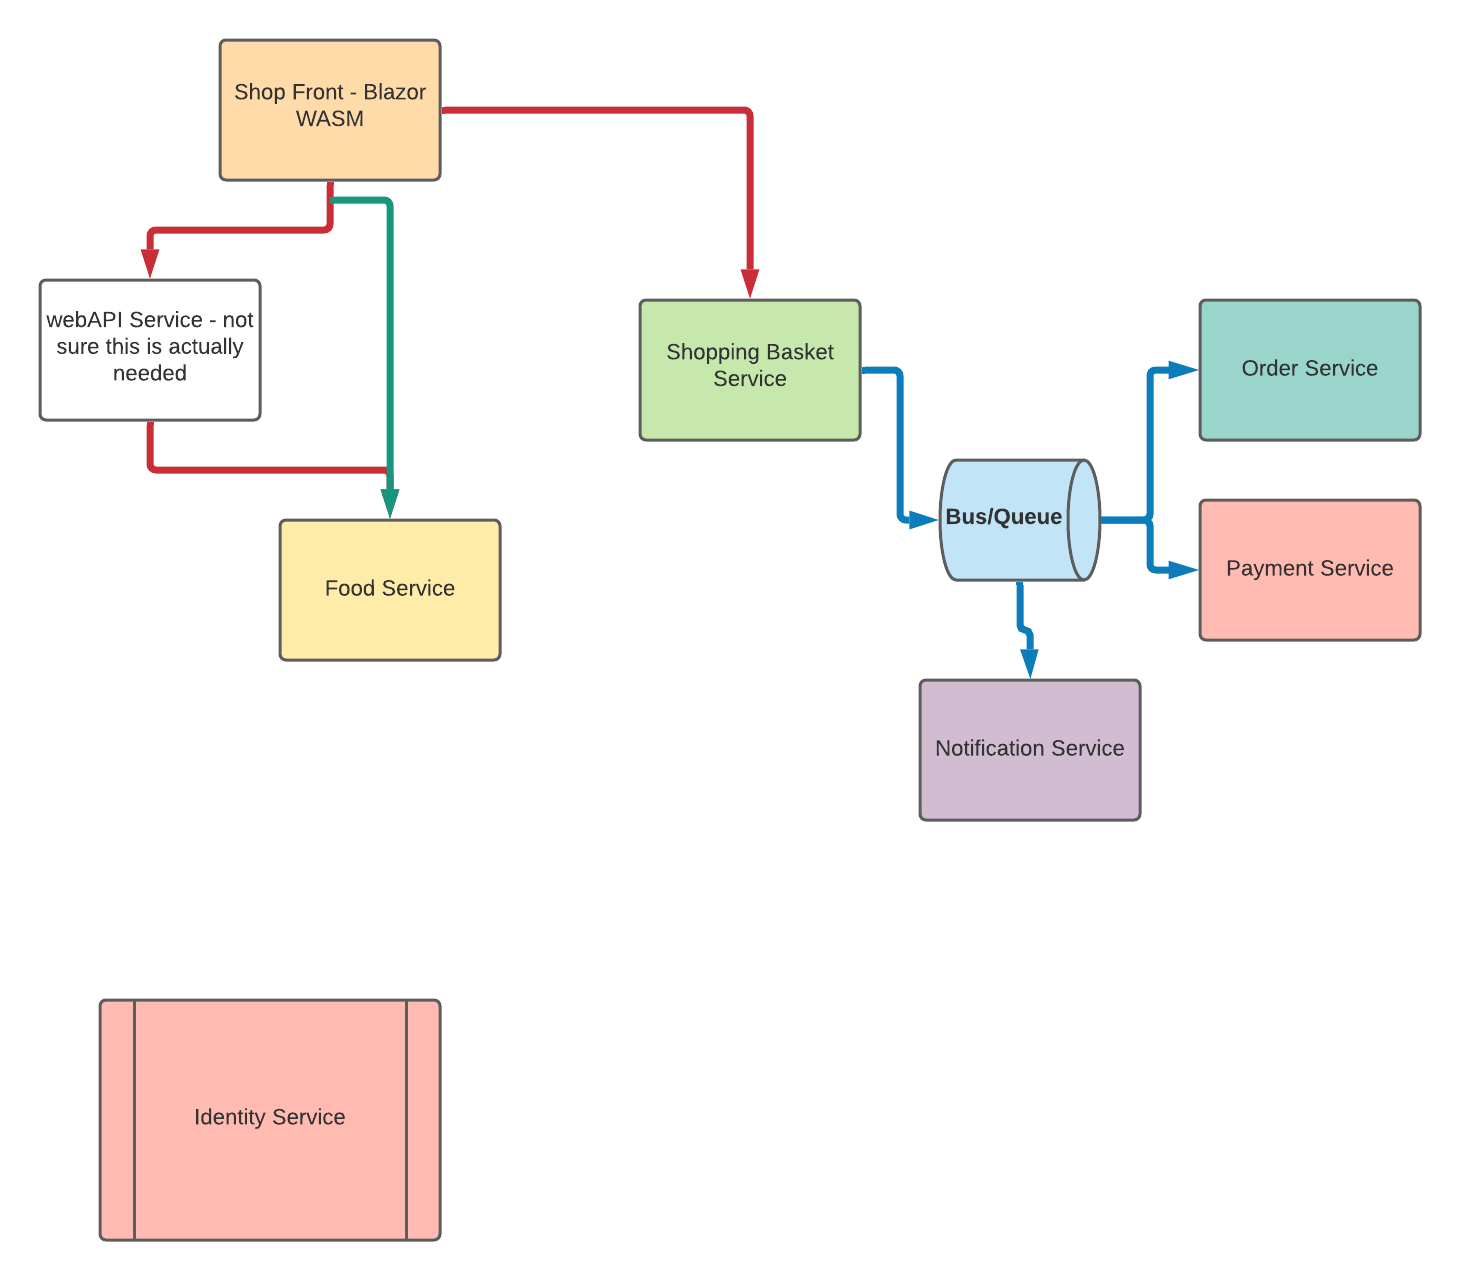 Shop Front - Blazor
WASM
webAPI Service - not
sure this is actually
needed
Shopping Basket
Service
Order Service
Bus/Queue
Payment Service
Food Service
Notification Service
Identity Service